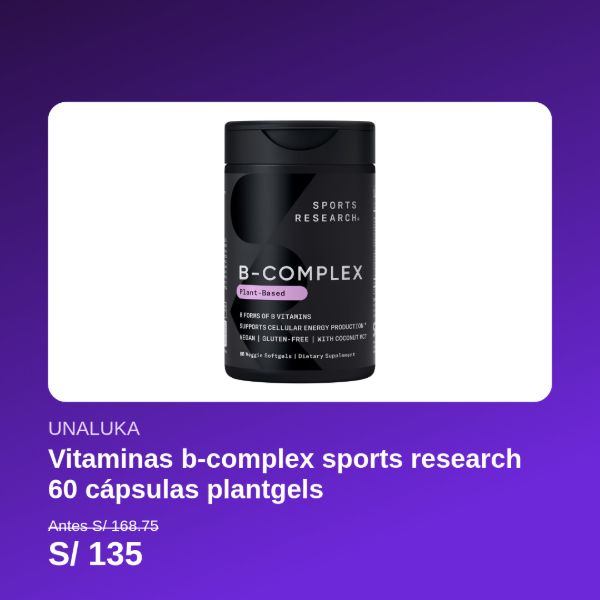 SPORTS
RESEARCH®
B-COMPLEX
Plant-Based
8 FORMS OF B VITAMINS
SUPPORTS CELLULAR ENERGY PRODUCTION*
VEGAN | GLUTEN-FREE | WITH COCONUT MCT
60 Veggie Softgels | Dietary Supplement
UNALUKA
Vitaminas b-complex sports research
60 cápsulas plantgels
Antes S/ 168.75
S/ 135